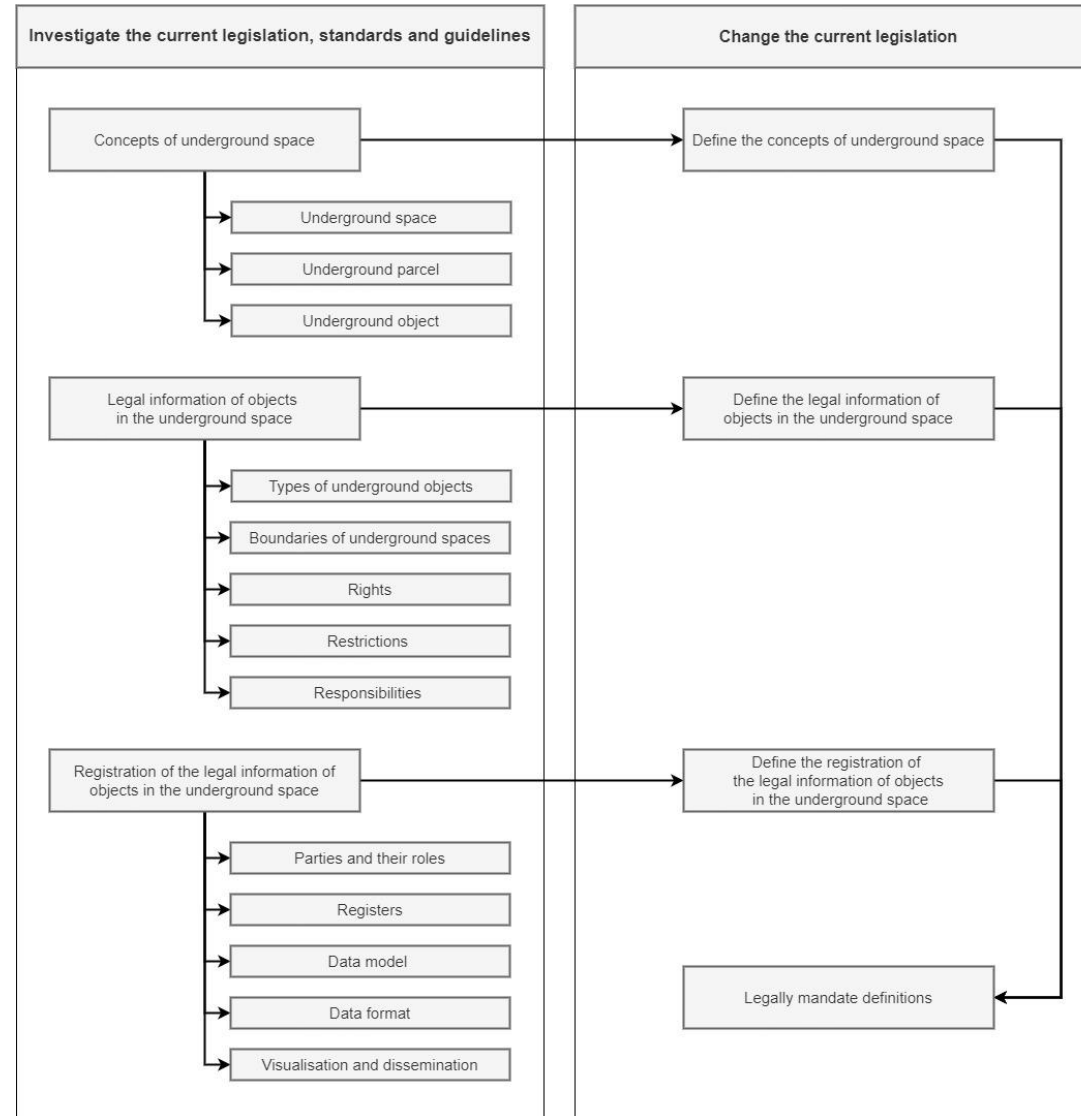 Investigate the current legislation, standards and guidelines
Change the current legislation
Concepts of underground space
Define the concepts of underground space
Underground space
Underground parcel
Underground object
Legal information of objects
in the underground space
Define the legal information of
objects in the underground space
Types of underground objects
Boundaries of underground spaces
Rights
Restrictions
Responsibilities
Registration of the legal information of
objects in the underground space
Define the registration of
the legal information of objects
in the underground space
Parties and their roles
Registers
Data model
Data format
Visualisation and dissemination
Legally mandate definitions